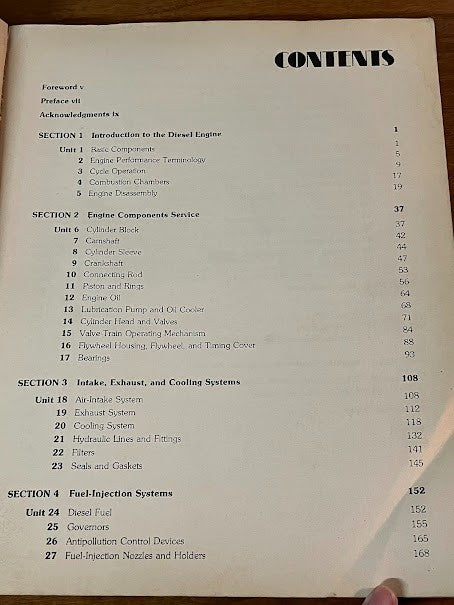 CONTENTS
Foreword v
Preface vii
Acknowledgments ix
SECTION 1 Introduction to the Diesel Engine 1
Unit 1 Basic Components 1
2 Engine Performance Terminology 5
3 Cycle Operation 9
4 Combustion Chambers 17
5 Engine Disassembly 19
SECTION 2 Engine Components Service 37
Unit 6 Cylinder Block 37
7 Camshaft 42
8 Cylinder Sleeve 44
9 Crankshaft 47
10 Connecting Rod 53
11 Piston and Rings 56
12 Engine Oil 64
13 Lubrication Pump and Oil Cooler 68
14 Cylinder Head and Valves 71
15 Valve Train Operating Mechanism 84
16 Flywheel Housing, Flywheel, and Timing Cover 88
17 Bearings 93
SECTION 3 Intake, Exhaust, and Cooling Systems 108
Unit 18 Air-Intake System 108
19 Exhaust System 112
20 Cooling System 118
21 Hydraulic Lines and Fittings 132
22 Filters 141
23 Seals and Gaskets 145
SECTION 4 Fuel-Injection Systems 152
Unit 24 Diesel Fuel 152
25 Governors 155
26 Antipollution Control Devices 165
27 Fuel-Injection Nozzles and Holders 168